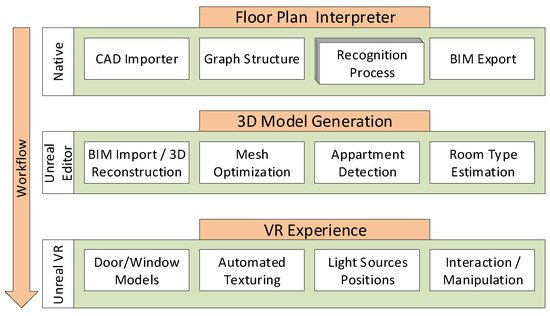 Floor Plan Interpreter
Native
CAD Importer
Graph Structure
Recognition
Process
BIM Export
Workflow
3D Model Generation
Unreal
Editor
BIM Import / 3D
Reconstruction
Mesh
Optimization
Appartment
Detection
Room Type
Estimation
VR Experience
Unreal VR
Door/Window
Models
Automated
Texturing
Light Sources
Positions
Interaction /
Manipulation